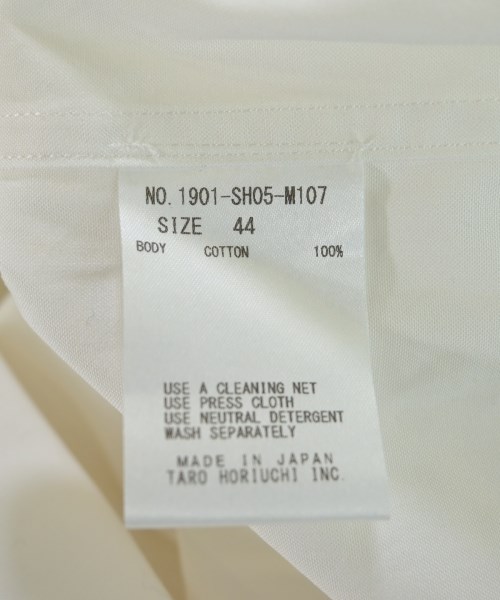 NO. 1901-SH05-M107
SIZE 44
BODY COTTON 100%
USE A CLEANING NET
USE PRESS CLOTH
USE NEUTRAL DETERGENT
WASH SEPARATELY
MADE IN JAPAN
TARO HORIUCHI INC.